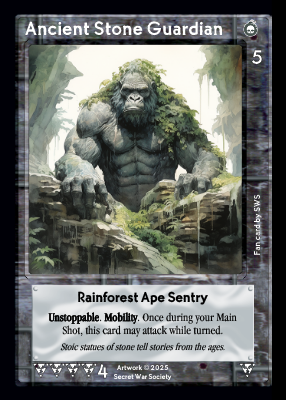 Ancient Stone Guardian
5
Fan card by SWS
Rainforest Ape Sentry
Unstoppable. Mobility. Once during your Main
Shot, this card may attack while turned.
Stoic statues of stone tell stories from the ages.
4
Artwork © 2025
Secret War Society